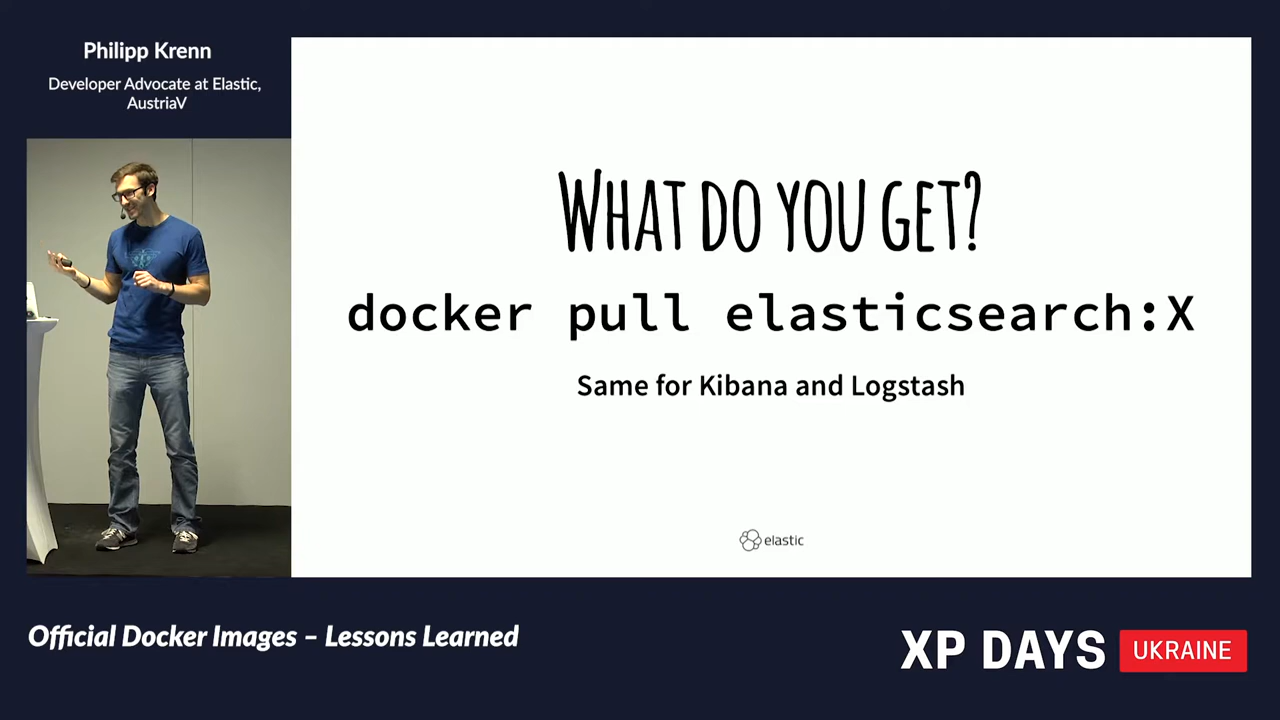 Philipp Krenn
Developer Advocate at Elastic,
AustriaV
WHAT DO YOU GET?
docker pull elasticsearch:X
Same for Kibana and Logstash
elastic
Official Docker Images – Lessons Learned
XP DAYS UKRAINE